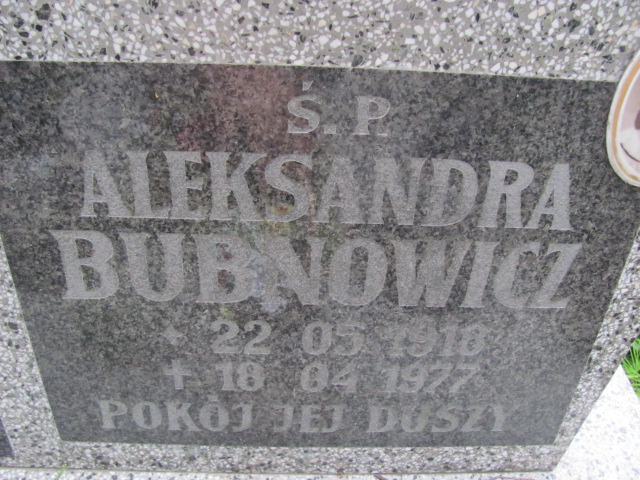 Ś.P.
ALEKSANDRA
BUBNOWICZ
22 05 1918
✝ 18 04 1977
POKÓJ JEJ DUSZY